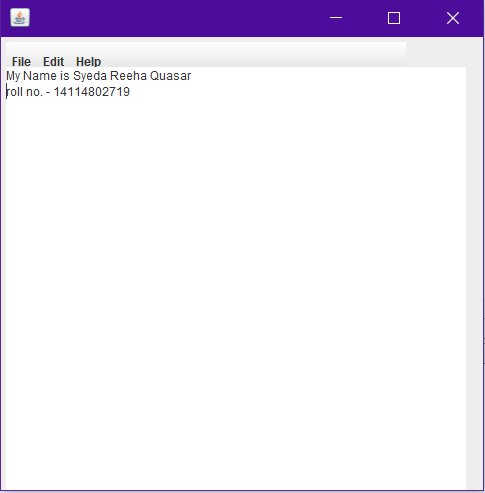 File Edit Help
My Name is Syeda Reeha Quasar
roll no. - 14114802719